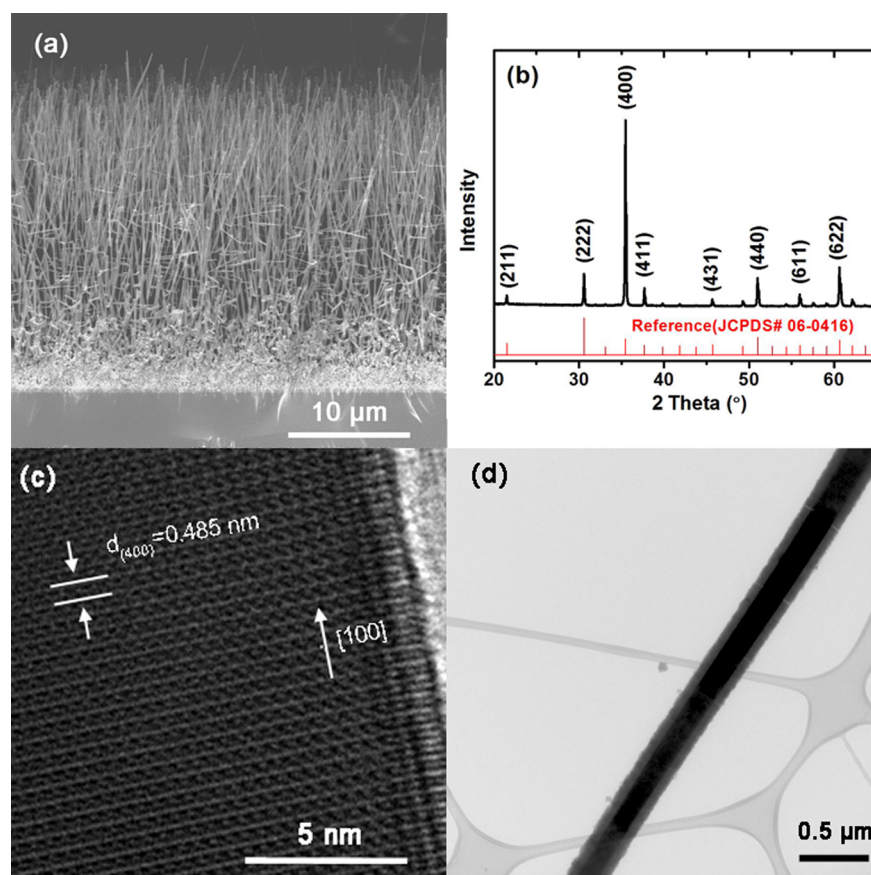 (a)
10 µm
(b)
Intensity
(211)
(222)
(400)
(411)
(431)
(440)
(611)
(622)
Reference(JCPDS# 06-0416)
20 30 40 50 60
2 Theta (°)
(c)
d(400)=0.485 nm
[100]
5 nm
(d)
0.5 µm